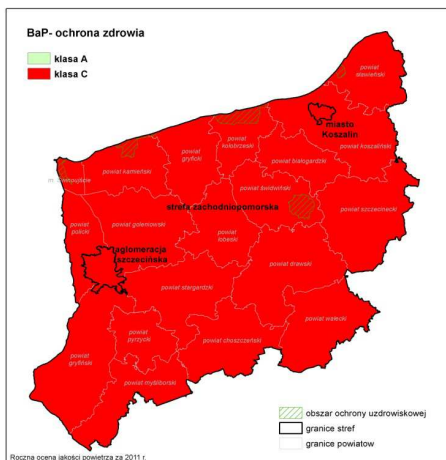 BaP- ochrona zdrowia
klasa A
klasa C
powiat
sławieński
miasto
Koszalin
powiat
kołobrzeski
powiat koszaliński
powiat
gryficki
powiat białogardzki
powiat kamieński
m. Świnoujście
powiat świdwiński
strefa zachodniopomorska
powiat szczecinecki
powiat
policki
powiat goleniowski
powiat
łobeski
aglomeracja
szczecińska
powiat drawski
powiat stargardzki
powiat wałecki
powiat
pyrzycki
powiat choszczeński
powiat
gryfiński
powiat myśliborski
obszar ochrony uzdrowiskowej
granice stref
granice powiatow
Roczna ocena jakości powietrza za 2011 r.